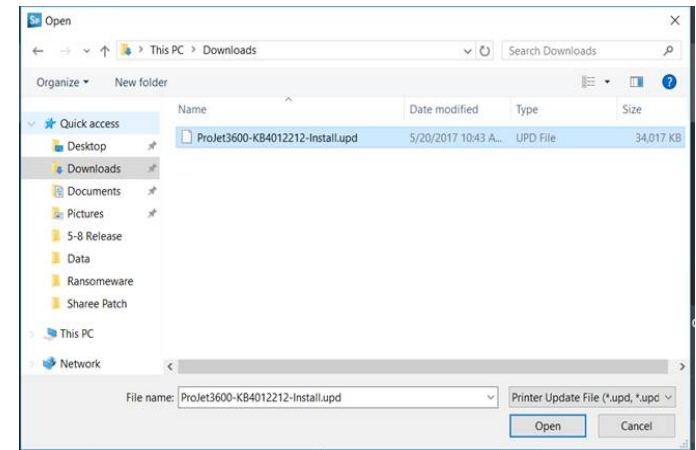 Sp Open
This PC > Downloads
Search Downloads
Organize New folder
Name Date modified Type Size
Quick access
ProJet3600-KB4012212-Install.upd 5/20/2017 10:43 A... UPD File 34,017 KB
Desktop
Downloads
Documents
Pictures
5-8 Release
Data
Ransomeware
Sharee Patch
This PC
Network
File name: ProJet3600-KB4012212-Install.upd Printer Update File (*.upd, *.upd
Open Cancel